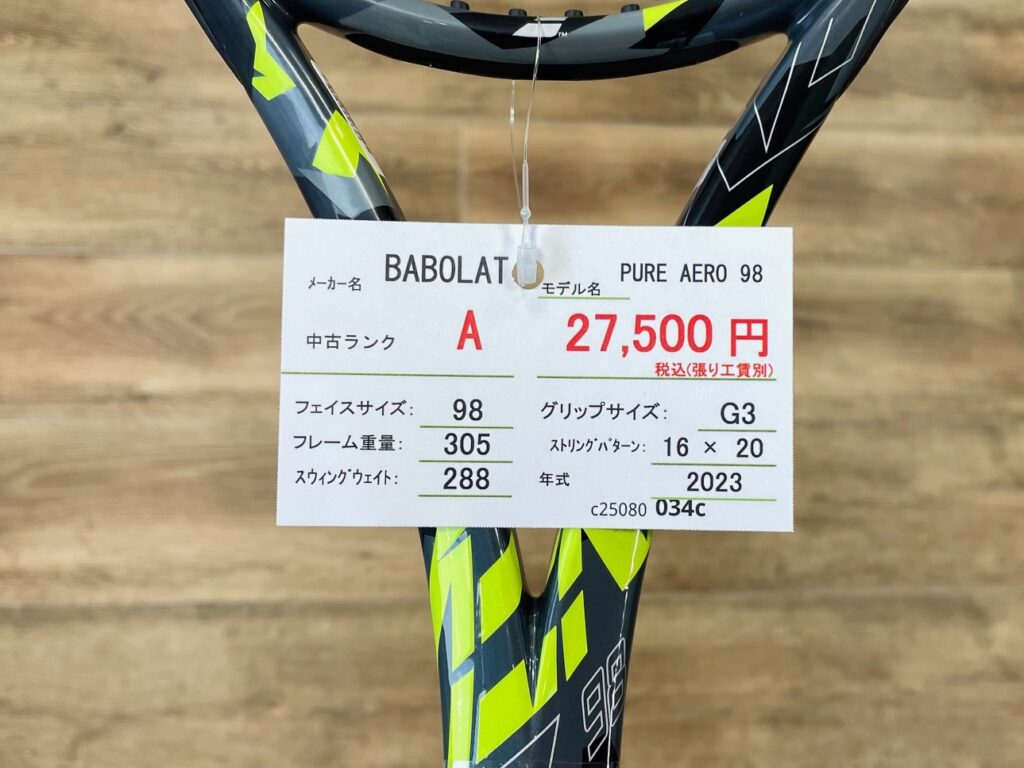 メーカー名 BABOLAT モデル名 PURE AERO 98
中古ランク A 27,500 円
税込(張り工賃別)
フェイスサイズ: 98 グリップサイズ: G3
フレーム重量: 305 ストリングパターン: 16 × 20
スウィングウェイト: 288 年式 2023
c25080 034c
98